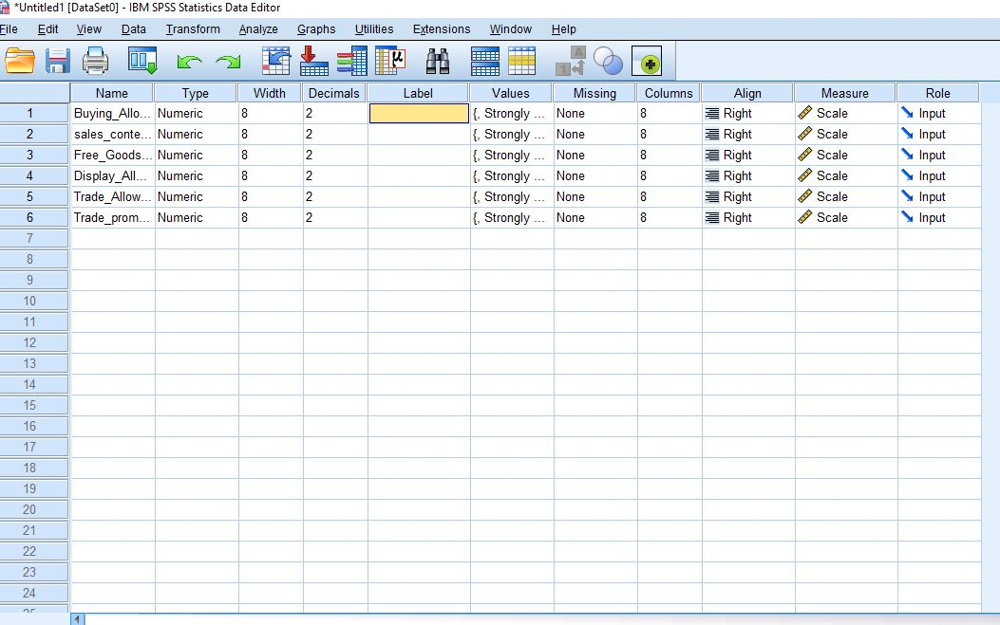 *Untitled1 [DataSet0] - IBM SPSS Statistics Data Editor
File Edit View Data Transform Analyze Graphs Utilities Extensions Window Help
Name Type Width Decimals Label Values Missing Columns Align Measure Role
1 Buying_Allo... Numeric 8 2 {, Strongly ... None 8 Right Scale Input
2 sales_conte... Numeric 8 2 {, Strongly ... None 8 Right Scale Input
3 Free_Goods... Numeric 8 2 {, Strongly ... None 8 Right Scale Input
4 Display_All... Numeric 8 2 {, Strongly ... None 8 Right Scale Input
5 Trade_Allow... Numeric 8 2 {, Strongly ... None 8 Right Scale Input
6 Trade_prom... Numeric 8 2 {, Strongly ... None 8 Right Scale Input
7
8
9
10
11
12
13
14
15
16
17
18
19
20
21
22
23
24